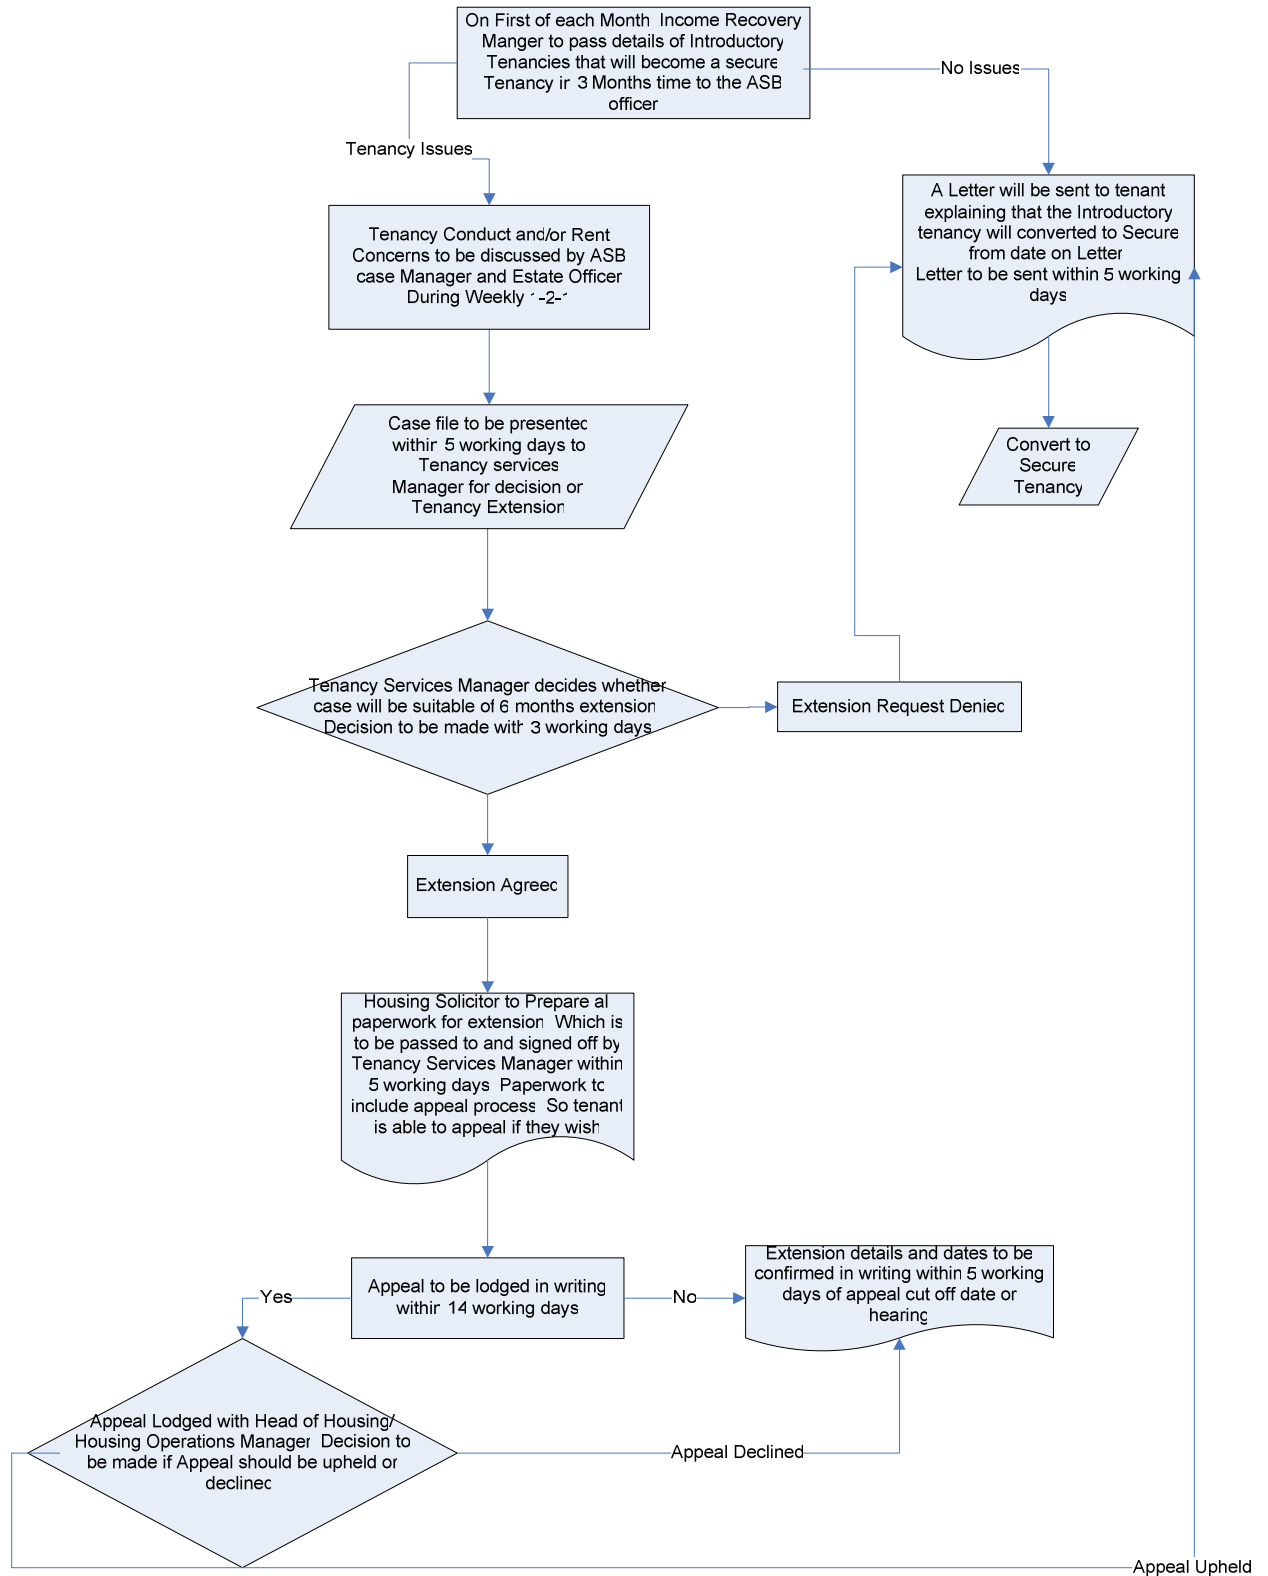 On First of each Month Income Recovery
Manger to pass details of Introductory
Tenancies that will become a secure
Tenancy in 3 Months time to the ASB
officer
No Issues
Tenancy Issues
A Letter will be sent to tenant
explaining that the Introductory
tenancy will converted to Secure
from date on Letter
Letter to be sent within 5 working
days
Tenancy Conduct and/or Rent
Concerns to be discussed by ASB
case Manager and Estate Officer
During Weekly 1-2-1
Case file to be presented
within 5 working days to
Tenancy services
Manager for decision on
Tenancy Extension
Convert to
Secure
Tenancy
Tenancy Services Manager decides whether
case will be suitable of 6 months extension
Decision to be made with 3 working days
Extension Request Denied
Extension Agreed
Housing Solicitor to Prepare all
paperwork for extension Which is
to be passed to and signed off by
Tenancy Services Manager within
5 working days Paperwork to
include appeal process So tenant
is able to appeal if they wish
Appeal to be lodged in writing
within 14 working days
Yes
No
Extension details and dates to be
confirmed in writing within 5 working
days of appeal cut off date or
hearing
Appeal Lodged with Head of Housing/
Housing Operations Manager Decision to
be made if Appeal should be upheld or
declined
Appeal Declined
Appeal Upheld